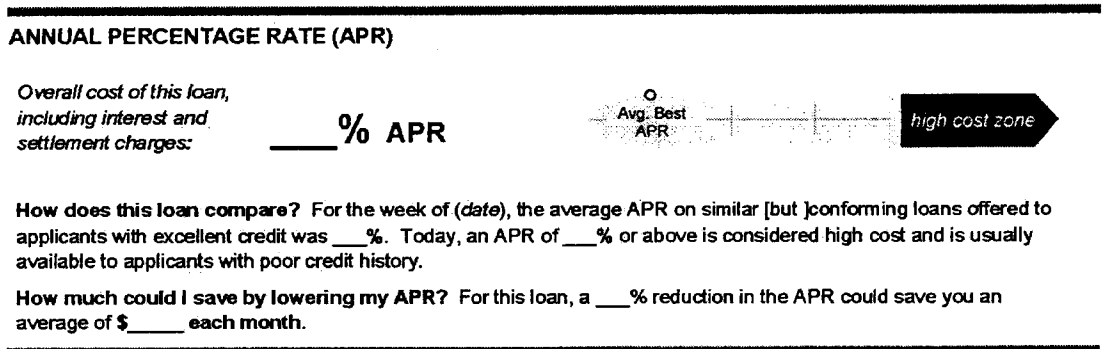 ANNUAL PERCENTAGE RATE (APR)
Overall cost of this loan,
including interest and
settlement charges:
_____% APR
Avg. Best
APR
high cost zone
How does this loan compare? For the week of (date), the average APR on similar [but ]conforming loans offered to
applicants with excellent credit was ___%. Today, an APR of ___% or above is considered high cost and is usually
available to applicants with poor credit history.
How much could I save by lowering my APR? For this loan, a ___% reduction in the APR could save you an
average of $_____ each month.